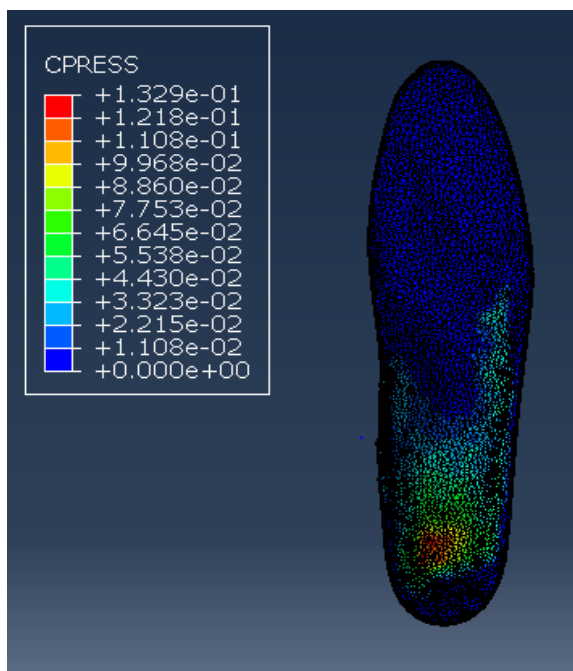 CPRESS
+1.329e-01
+1.218e-01
+1.108e-01
+9.968e-02
+8.860e-02
+7.753e-02
+6.645e-02
+5.538e-02
+4.430e-02
+3.323e-02
+2.215e-02
+1.108e-02
+0.000e+00